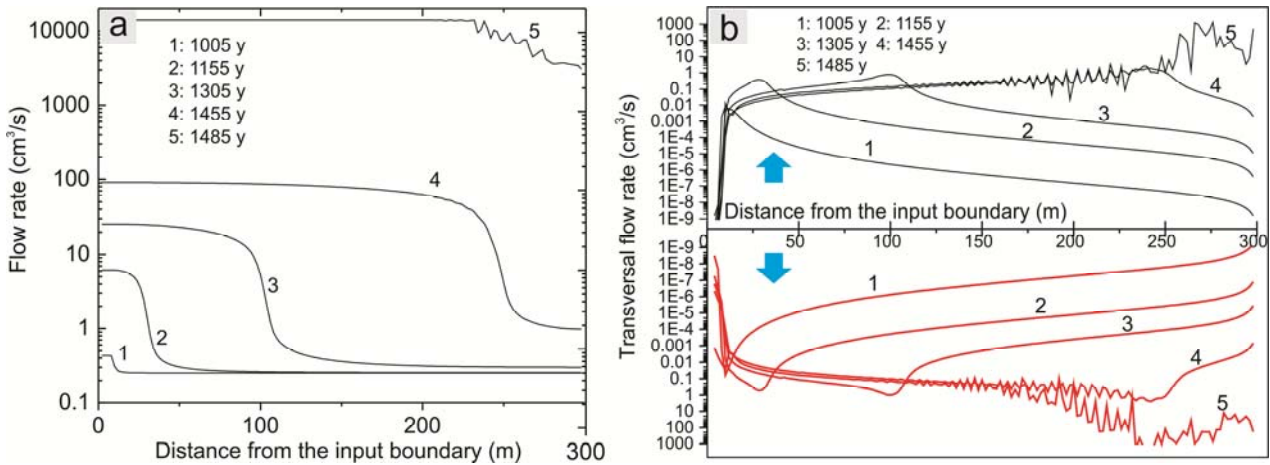 a
10000
1000
100
10
1
0.1
Flow rate (cm³/s)
1: 1005 y
2: 1155 y
3: 1305 y
4: 1455 y
5: 1485 y
5
4
3
2
1
0
100
200
300
Distance from the input boundary (m)
b
1000
100
10
1
0.1
0.01
0.001
1E-4
1E-5
1E-6
1E-7
1E-8
1E-9
1: 1005 y 2: 1155 y
3: 1305 y 4: 1455 y
5: 1485 y
5
4
3
2
1
Transversal flow rate (cm³/s)
Distance from the input boundary (m)
0
50
100
150
200
250
300
1E-9
1E-8
1E-7
1E-6
1E-5
1E-4
0.001
0.01
0.1
1
10
100
1000
1
2
3
4
5